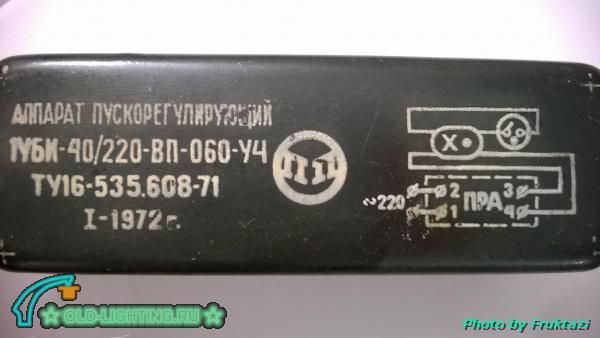 АППАРАТ ПУСКОРЕГУЛИРУЮЩИЙ
1УБИ-40/220-ВП-060-У4
ТУ16-535.608-71
I-1972г.
Х
~220
2 ПРА 3
1 4
OLD-LIGHTING.RU
Photo by Fruktazi